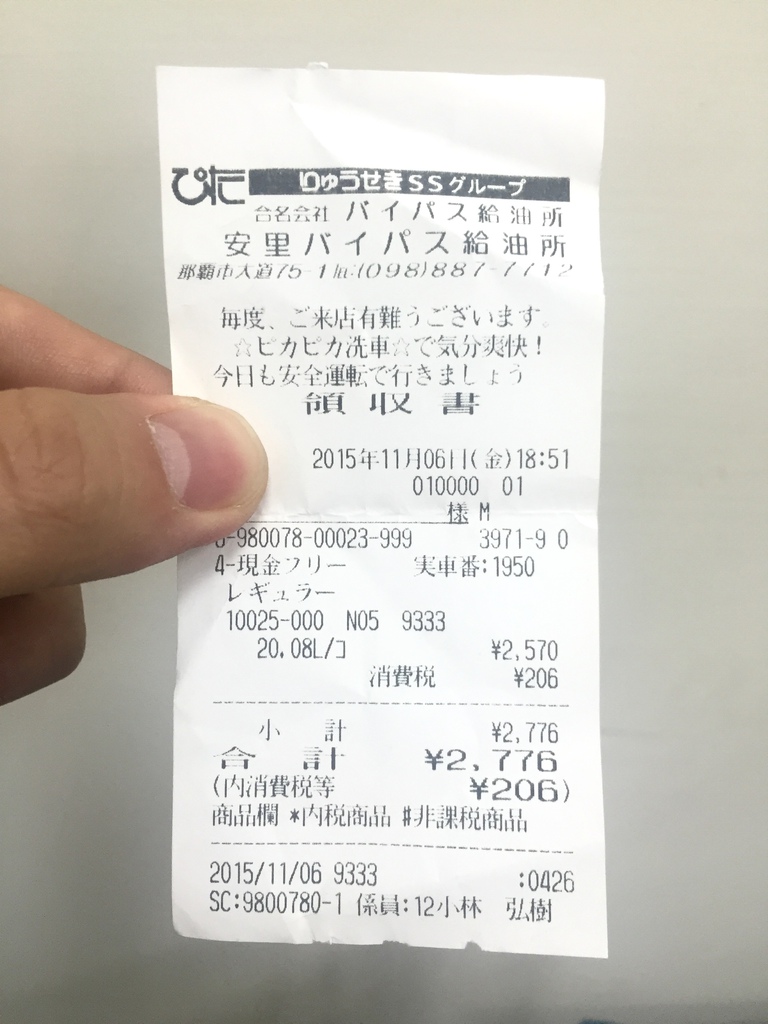 ぴた りゅうせきSSグループ
合名会社 バイパス給油所
安里バイパス給油所
那覇市大道75-1℡:(098)887-7712
毎度、ご来店有難うございます。
☆ピカピカ洗車☆で気分爽快!
今日も安全運転で行きましょう
領収書
2015年11月06日(金)18:51
010000 01
様 M
-980078-00023-999 3971-9 0
4-現金フリー 実車番:1950
レギュラー
10025-000 N05 9333
20.08L/コ ¥2,570
消費税 ¥206
小計 ¥2,776
合計 ¥2,776
(内消費税等 ¥206)
商品欄 *内税商品 #非課税商品
2015/11/06 9333 :0426
SC:9800780-1 係員:12小林 弘樹